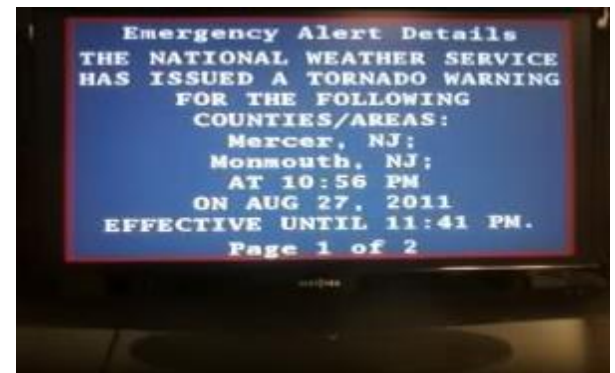 Emergency Alert Details
THE NATIONAL WEATHER SERVICE
HAS ISSUED A TORNADO WARNING
FOR THE FOLLOWING
COUNTIES/AREAS:
Mercer, NJ;
Monmouth, NJ;
AT 10:56 PM
ON AUG 27, 2011
EFFECTIVE UNTIL 11:41 PM.
Page 1 of 2